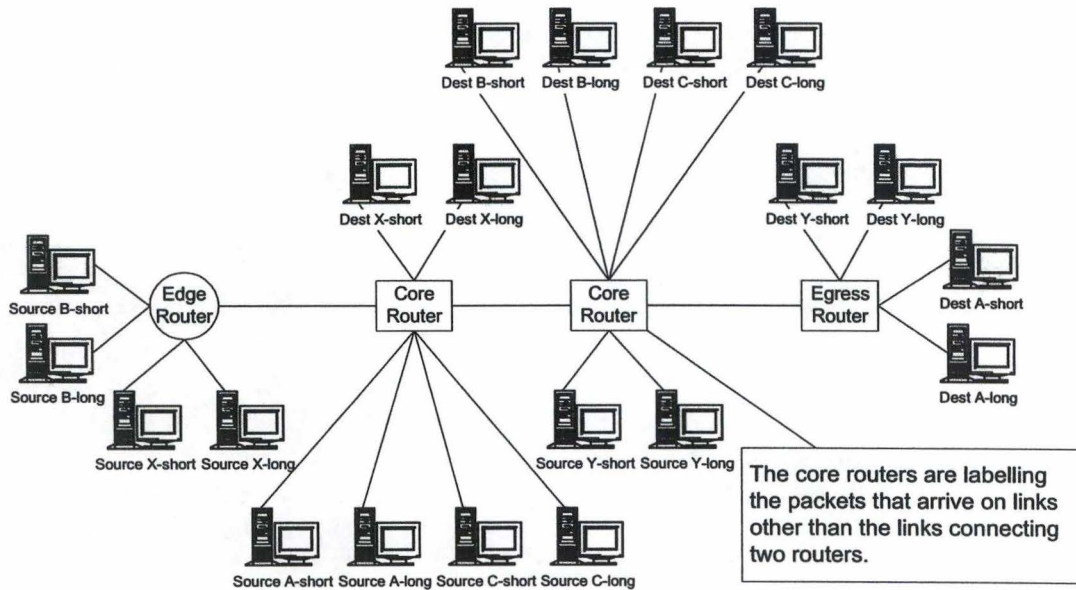 Dest B-short
Dest B-long
Dest C-short
Dest C-long
Dest X-short
Dest X-long
Dest Y-short
Dest Y-long
Source B-short
Edge
Router
Core
Router
Core
Router
Egress
Router
Dest A-short
Source B-long
Dest A-long
Source X-short
Source X-long
Source Y-short
Source Y-long
The core routers are labelling
the packets that arrive on links
other than the links connecting
two routers.
Source A-short
Source A-long
Source C-short
Source C-long